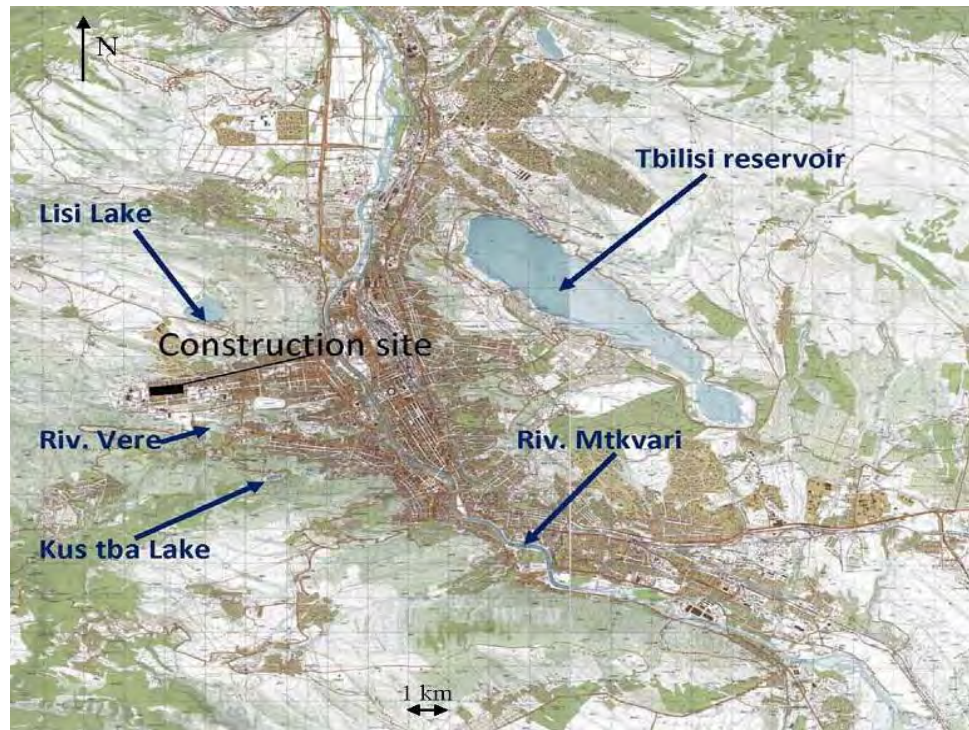 N
Tbilisi reservoir
Lisi Lake
Construction site
Riv. Vere
Riv. Mtkvari
Kus tba Lake
1 km